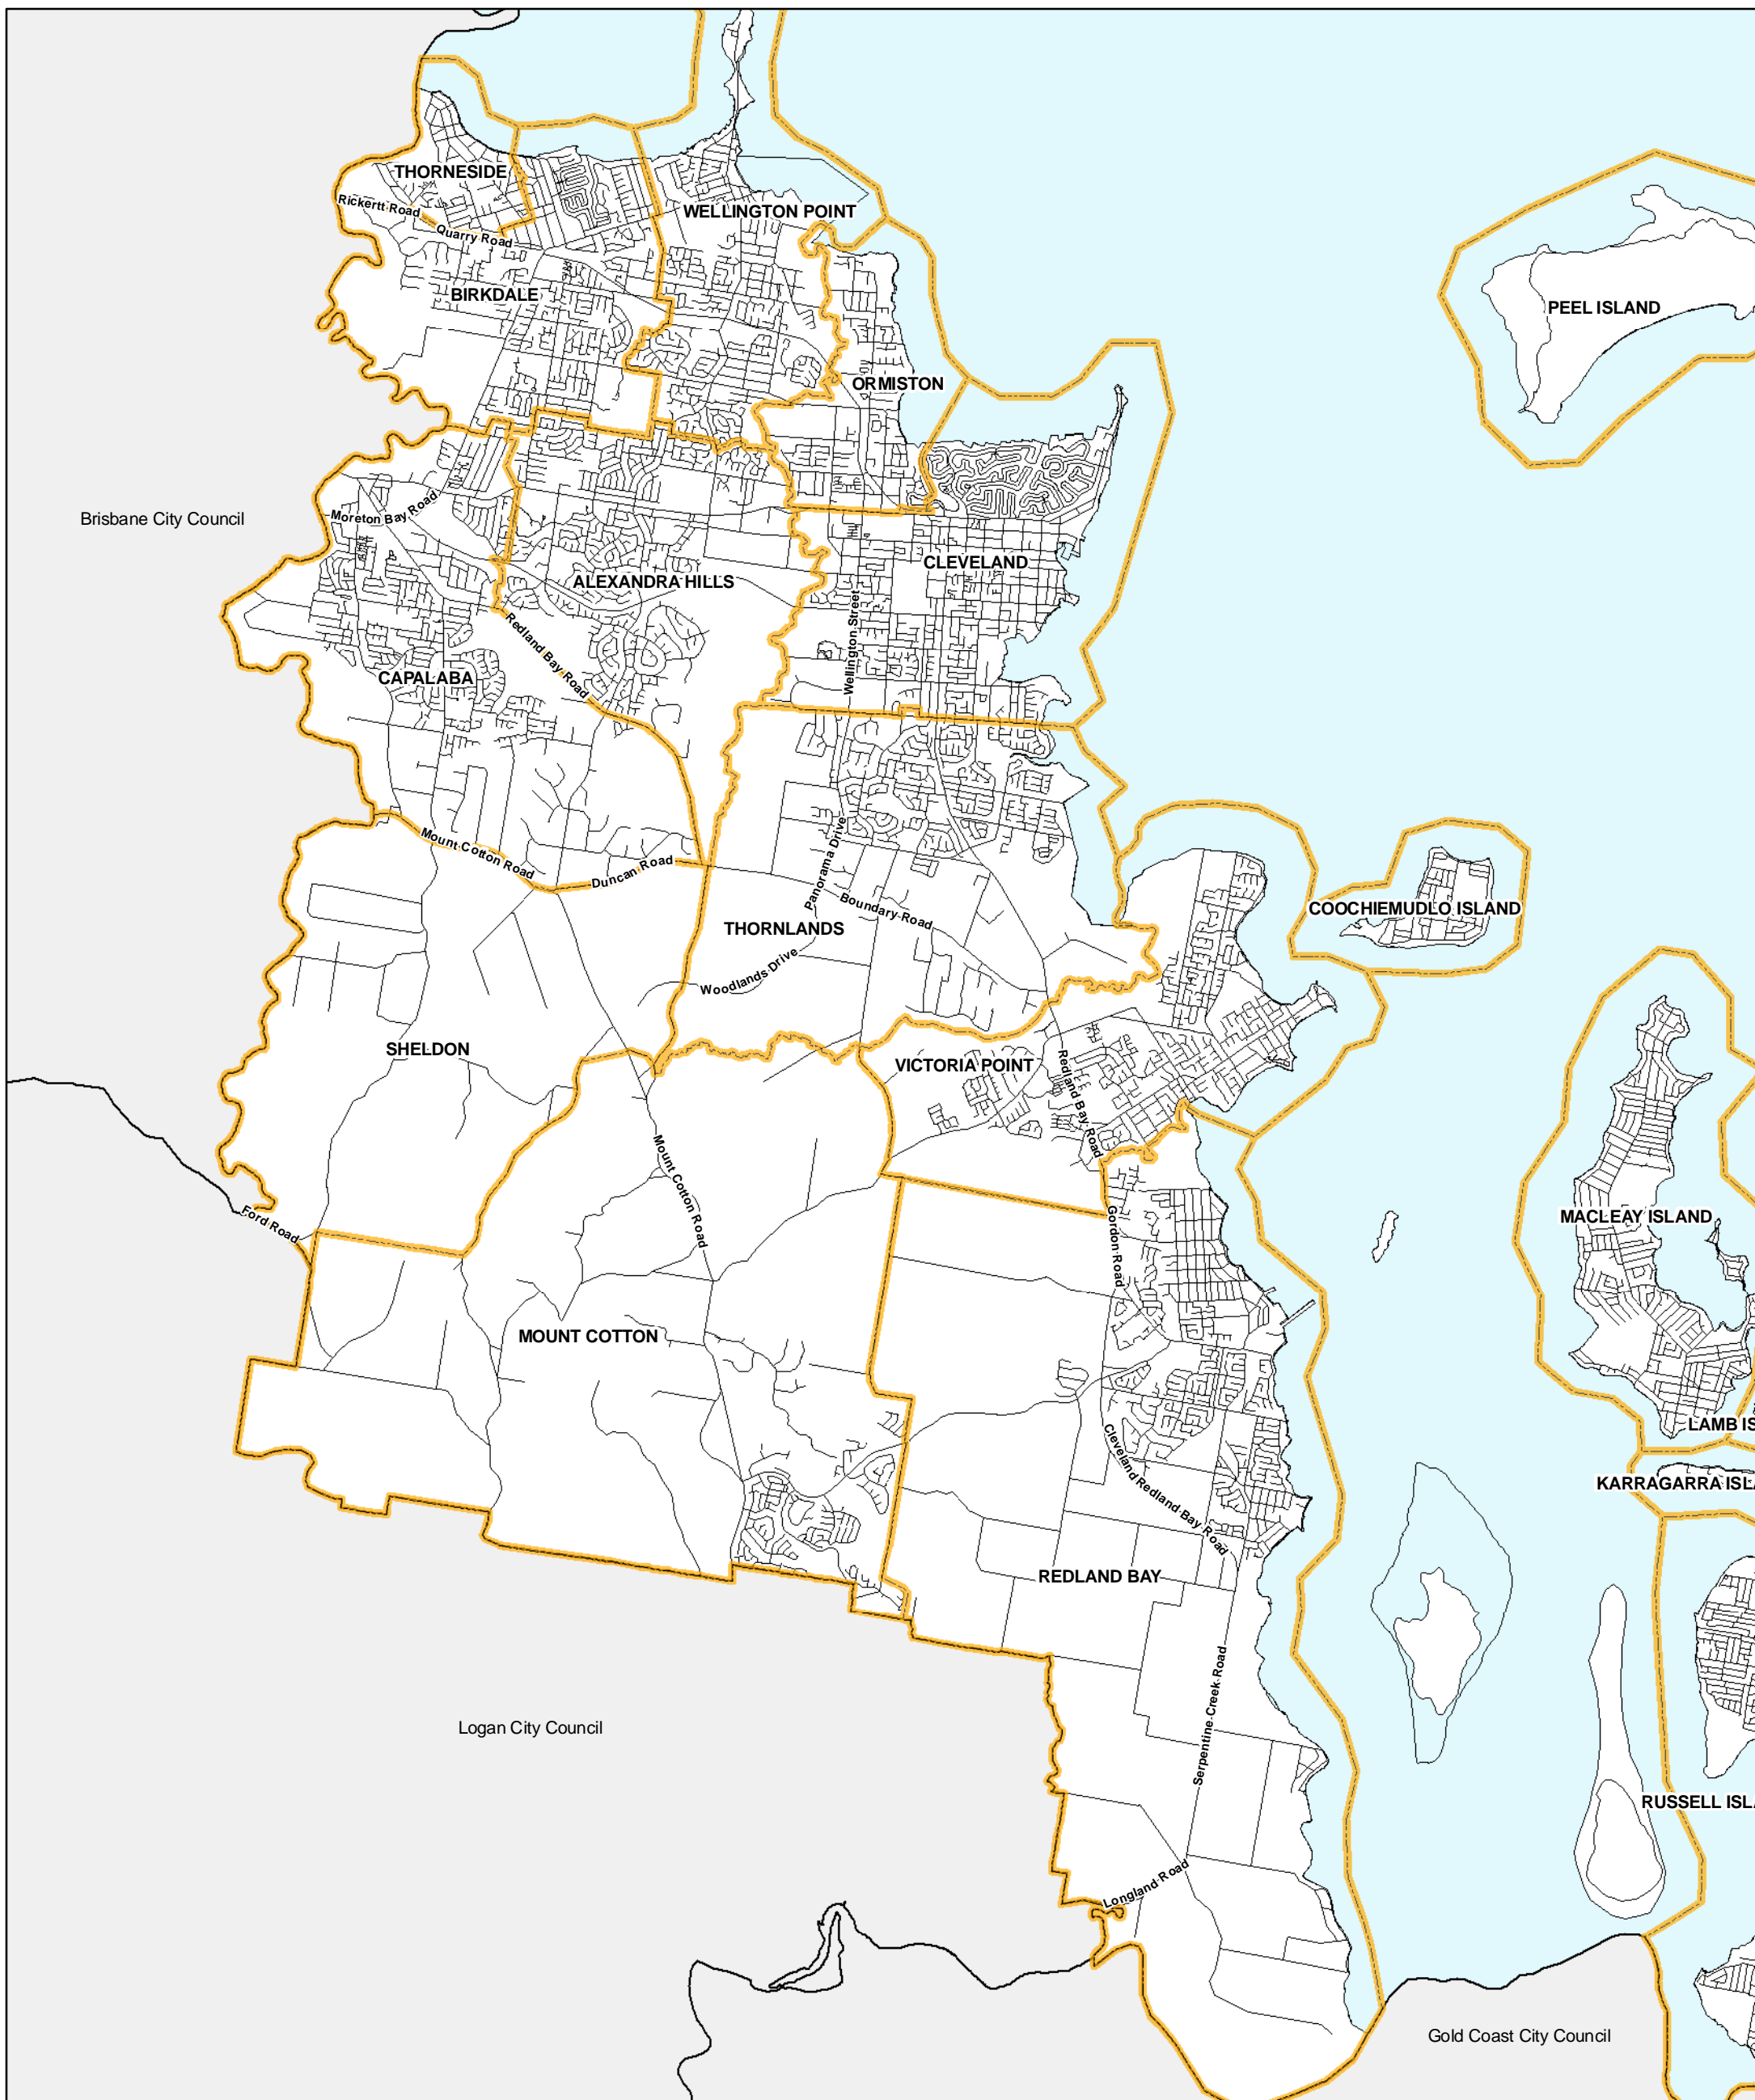 THORNESIDE
Rickertt Road
WELLINGTON POINT
Quarry Road
BIRKDALE
PEEL ISLAND
ORMISTON
Moreton Bay Road
Brisbane City Council
CLEVELAND
ALEXANDRA HILLS
Wellington Street
Redland Bay Road
CAPALABA
Mount Cotton Road
Duncan Road
Panorama Drive
Boundary Road
COOCHIEMUDLO ISLAND
THORNLANDS
Woodlands Drive
SHELDON
VICTORIA POINT
Redland Bay Road
Mount Cotton Road
Ford Road
Gordon Road
MACLEAY ISLAND
MOUNT COTTON
LAMB IS
Cleveland Redland Bay Road
KARRAGARRA ISLA
REDLAND BAY
Serpentine Creek Road
Logan City Council
RUSSELL ISLA
Longland Road
Gold Coast City Council